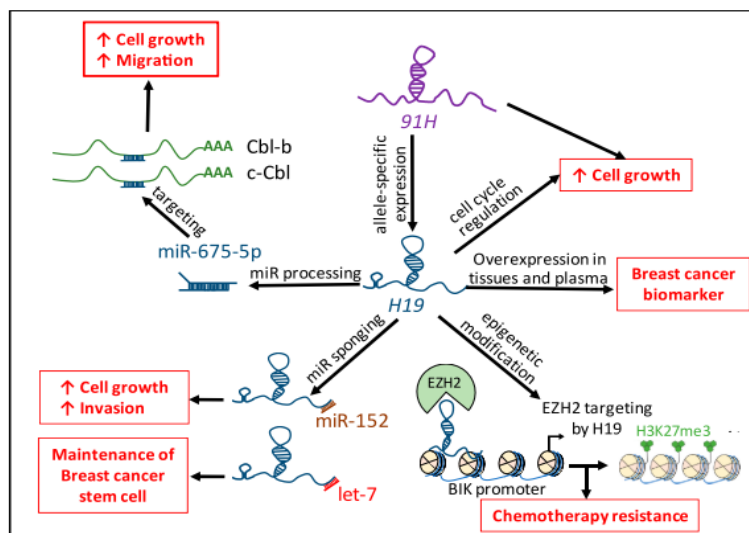 ↑ Cell growth
↑ Migration
91H
AAA
Cbl-b
AAA
c-Cbl
targeting
allele-specific
expression
cell cycle
regulation
↑ Cell growth
miR-675-5p
miR processing
H19
Overexpression in
tissues and plasma
Breast cancer
biomarker
miR sponging
epigenetic
modification
↑ Cell growth
↑ Invasion
miR-152
EZH2
EZH2 targeting
by H19
H3K27me3
Maintenance of
Breast cancer
stem cell
let-7
BIK promoter
Chemotherapy resistance